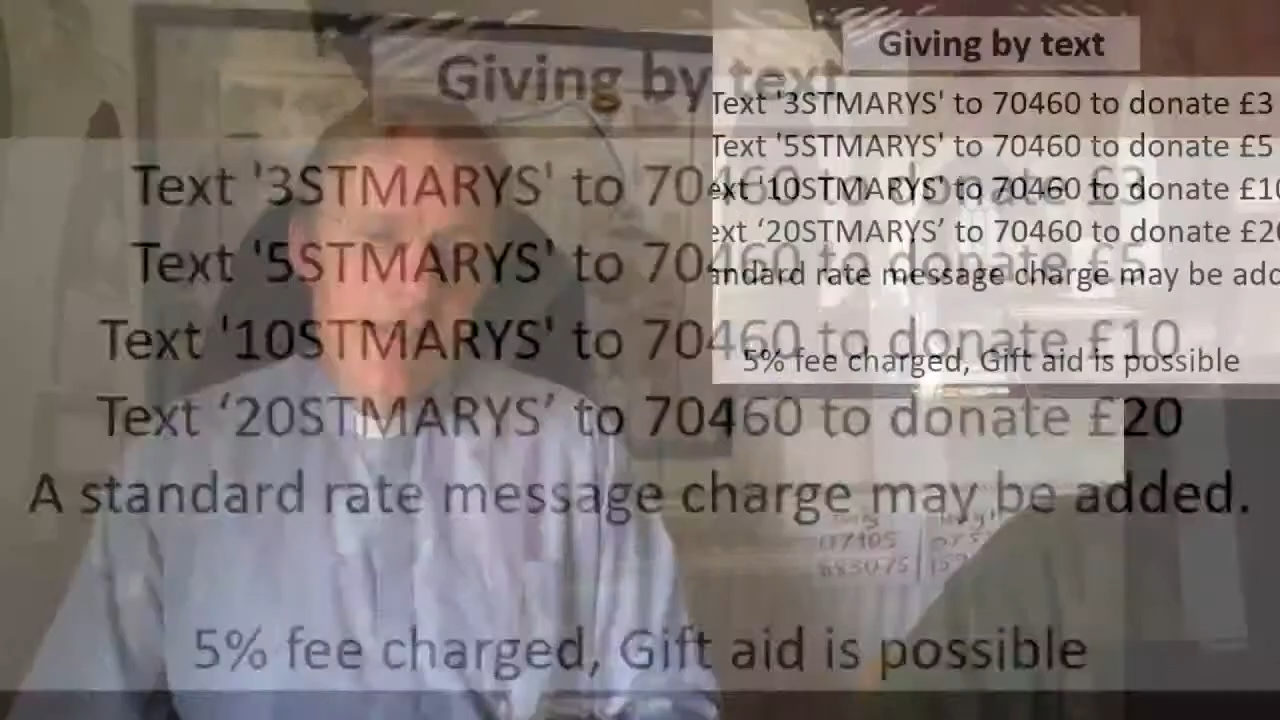 Giving by text
Text '3STMARYS' to 70460 to donate £3
Text '5STMARYS' to 70460 to donate £5
Text '10STMARYS' to 70460 to donate £10
Text ‘20STMARYS’ to 70460 to donate £20
A standard rate message charge may be added.
5% fee charged, Gift aid is possible
Giving by text
Text '3STMARYS' to 70460 to donate £3
Text '5STMARYS' to 70460 to donate £5
ext '10STMARYS' to 70460 to donate £10
ext ‘20STMARYS’ to 70460 to donate £20
andard rate message charge may be add
5% fee charged, Gift aid is possible